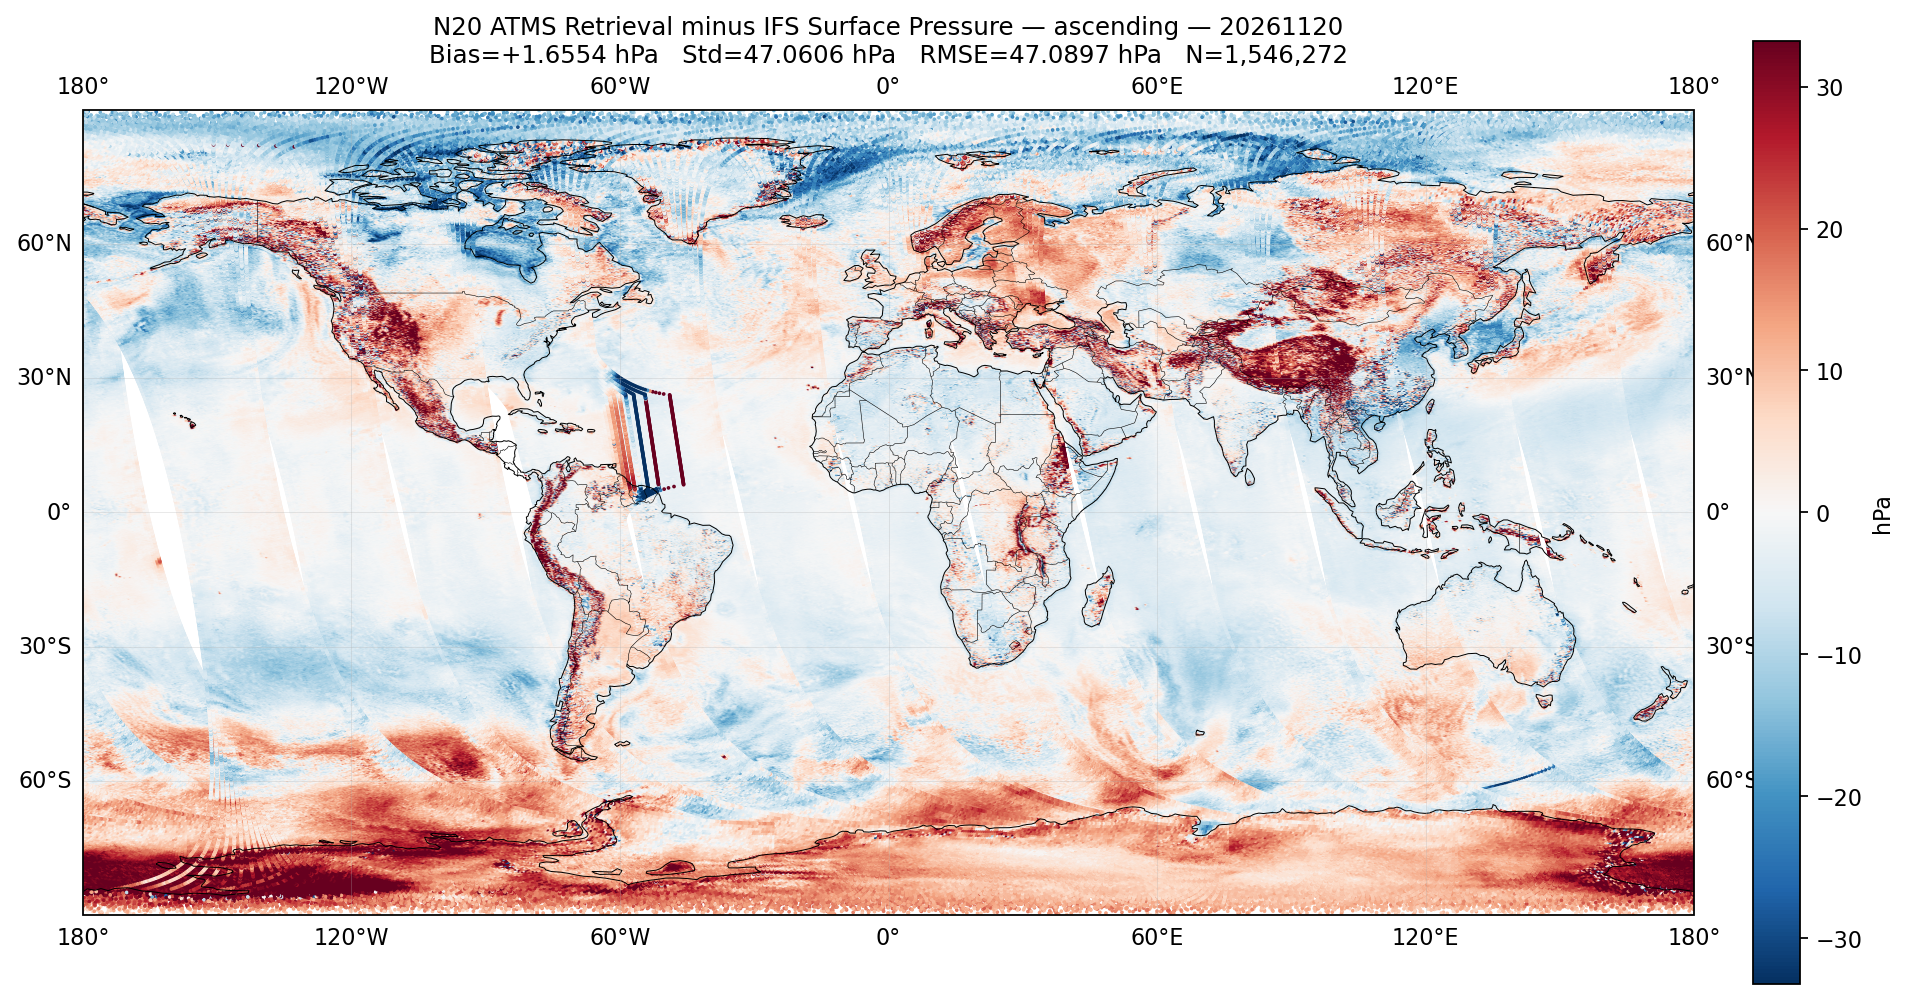 N20 ATMS Retrieval minus IFS Surface Pressure — ascending — 20261120
Bias=+1.6554 hPa   Std=47.0606 hPa   RMSE=47.0897 hPa   N=1,546,272
180° 120°W 60°W 0° 60°E 120°E 180°
60°N 60°N
30°N 30°N
0° 0°
30°S 30°S
60°S 60°S
180° 120°W 60°W 0° 60°E 120°E 180°
30
20
10
0
−10
−20
−30
hPa